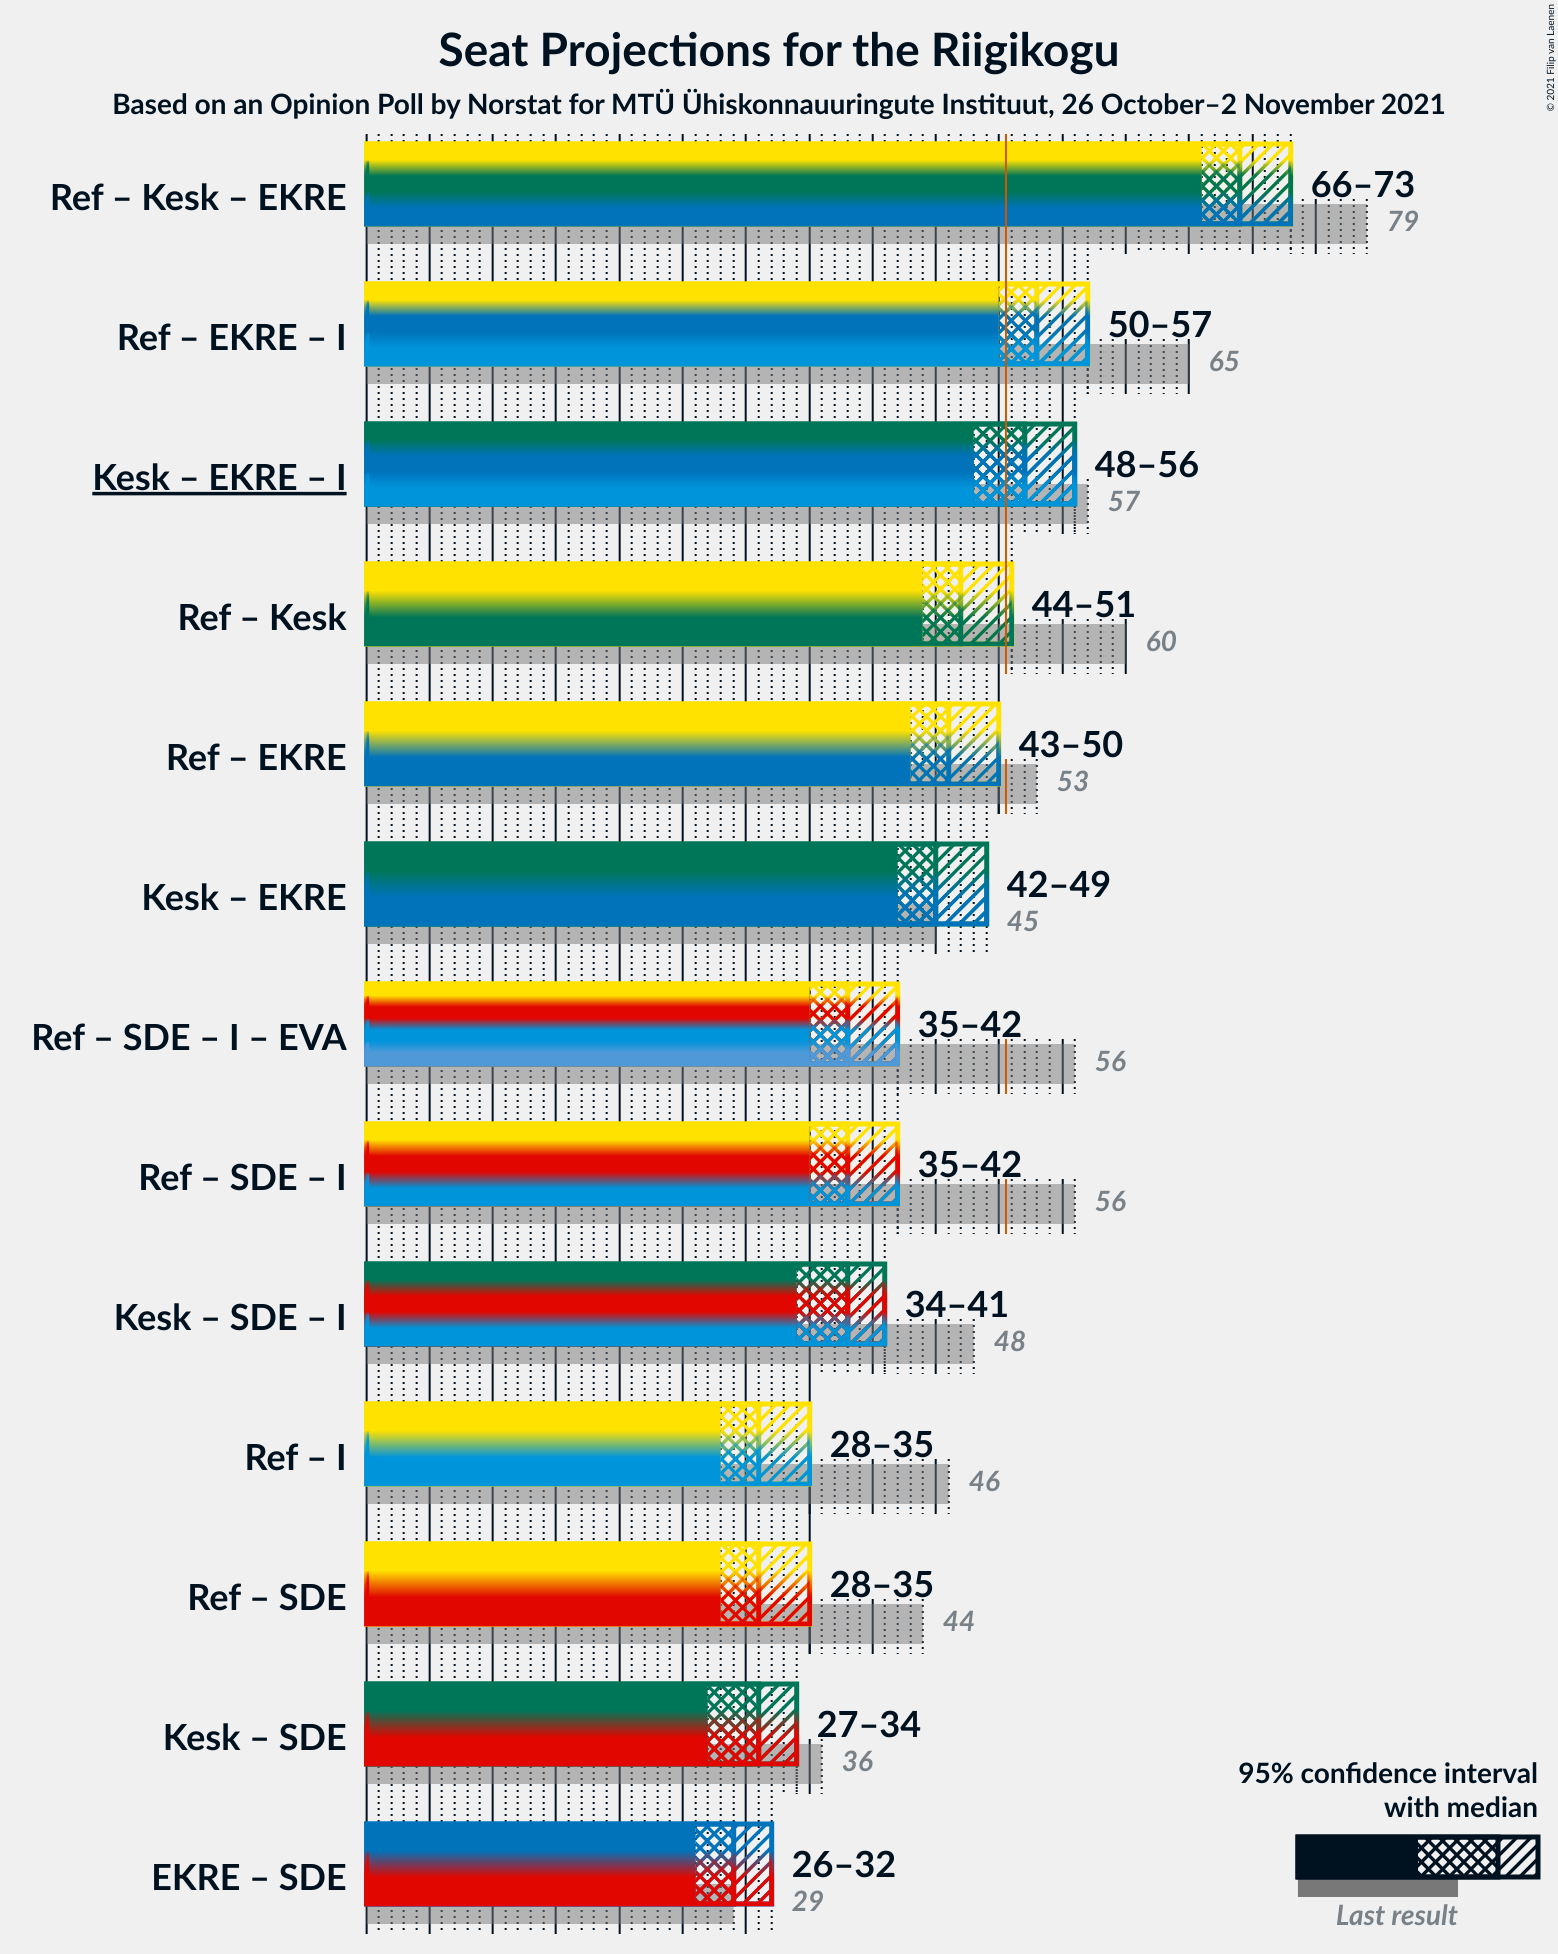 Seat Projections for the Riigikogu
Based on an Opinion Poll by Norstat for MTÜ Ühiskonnauuringute Instituut, 26 October–2 November 2021
© 2021 Filip van Laenen
Ref – Kesk – EKRE
66–73
79
Ref – EKRE – I
50–57
65
Kesk – EKRE – I
48–56
57
Ref – Kesk
44–51
60
Ref – EKRE
43–50
53
Kesk – EKRE
42–49
45
Ref – SDE – I – EVA
35–42
56
Ref – SDE – I
35–42
56
Kesk – SDE – I
34–41
48
Ref – I
28–35
46
Ref – SDE
28–35
44
Kesk – SDE
27–34
36
EKRE – SDE
26–32
29
95% confidence interval
with median
Last result